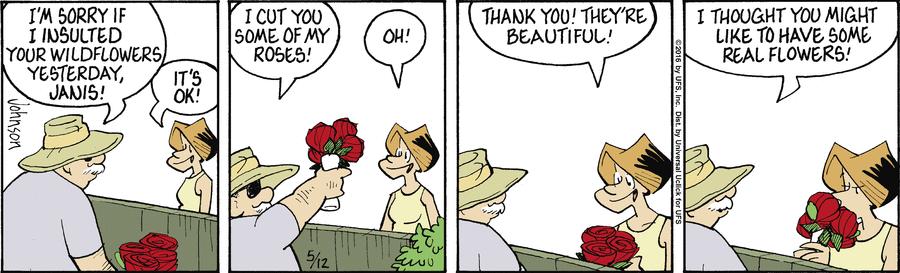 I'M SORRY IF
I INSULTED
YOUR WILDFLOWERS
YESTERDAY,
JANIS!
IT'S
OK!
Johnson
I CUT YOU
SOME OF MY
ROSES!
OH!
5/12
THANK YOU! THEY'RE
BEAUTIFUL!
©2016 by UFS, Inc. Dist. by Universal Uclick for UFS
I THOUGHT YOU MIGHT
LIKE TO HAVE SOME
REAL FLOWERS!